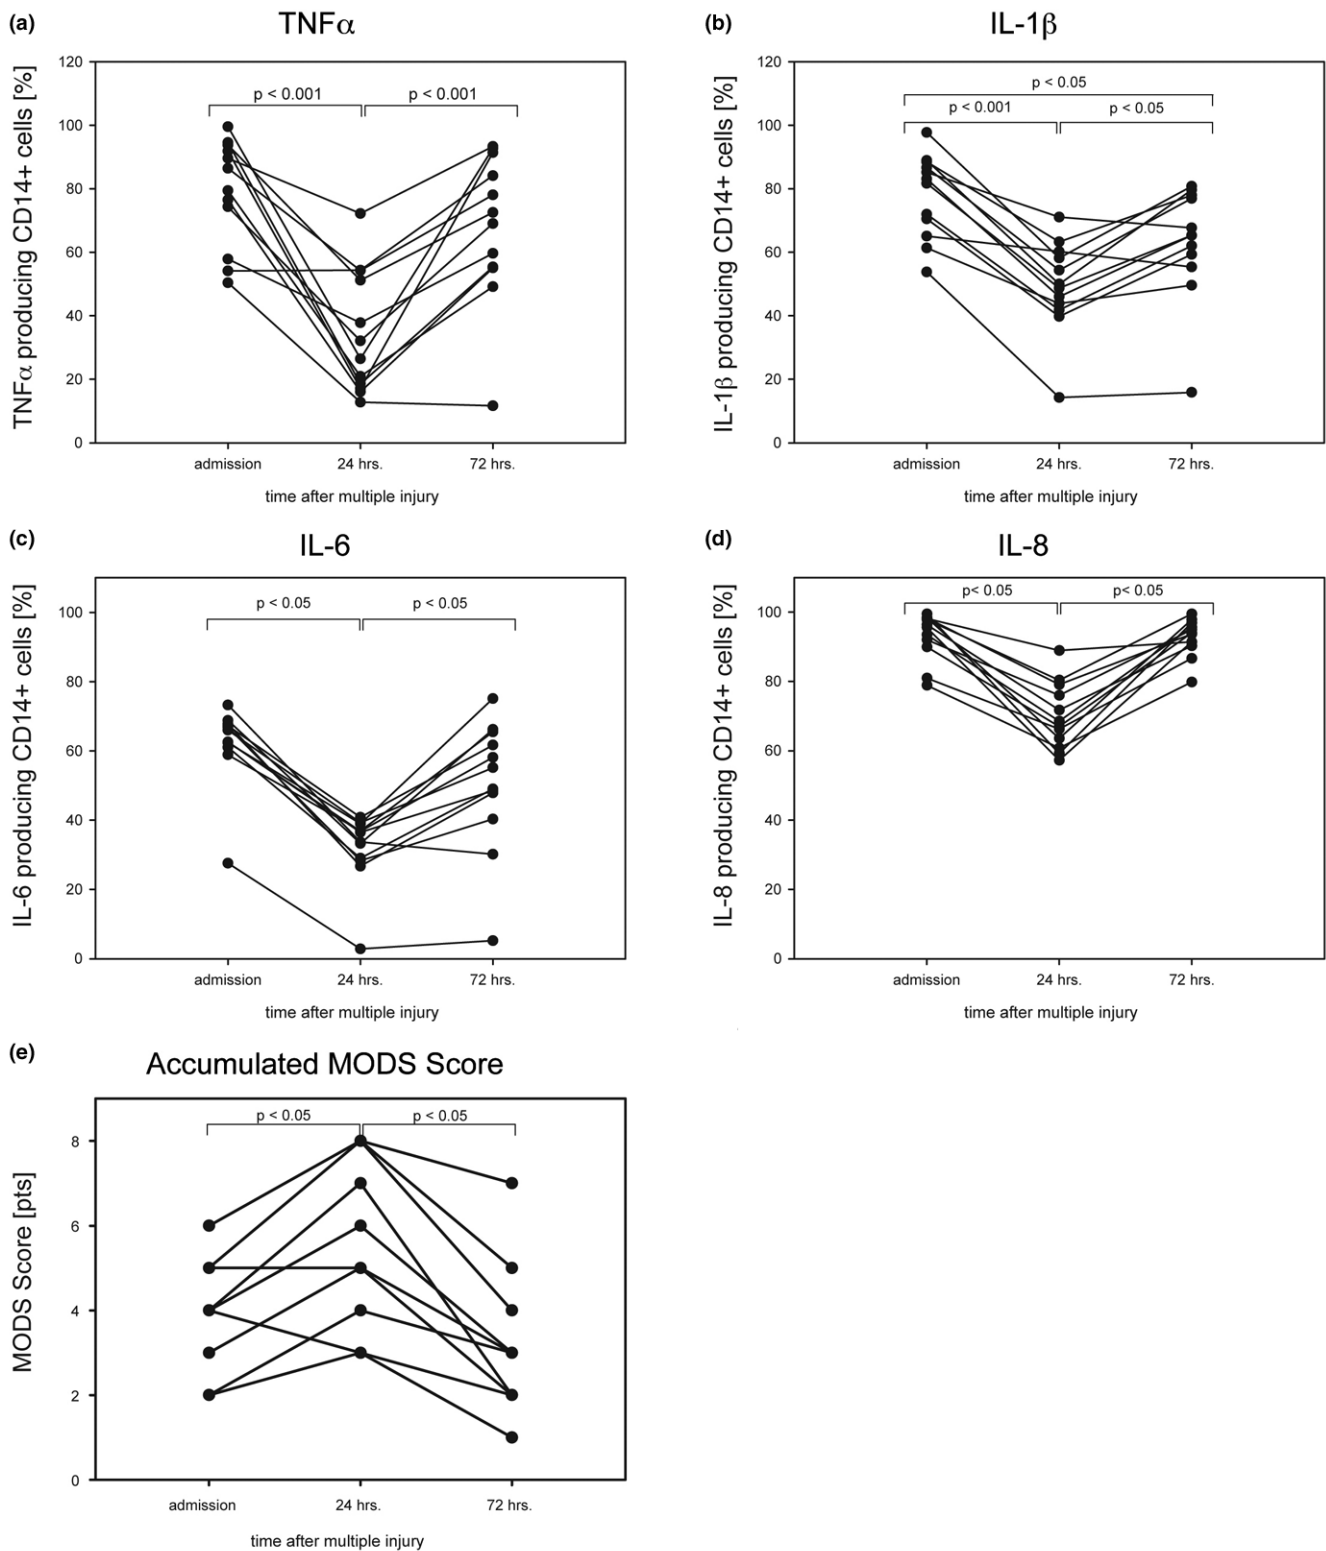 (a)
TNFα
TNFα producing CD14+ cells [%]
120
100
80
60
40
20
0
p < 0.001
p < 0.001
admission
24 hrs.
72 hrs.
time after multiple injury
(b)
IL-1β
IL-1β producing CD14+ cells [%]
120
100
80
60
40
20
0
p < 0.05
p < 0.001
p < 0.05
admission
24 hrs.
72 hrs.
time after multiple injury
(c)
IL-6
IL-6 producing CD14+ cells [%]
100
80
60
40
20
0
p < 0.05
p < 0.05
admission
24 hrs.
72 hrs.
time after multiple injury
(d)
IL-8
IL-8 producing CD14+ cells [%]
100
80
60
40
20
0
p< 0.05
p< 0.05
admission
24 hrs.
72 hrs.
time after multiple injury
(e)
Accumulated MODS Score
MODS Score [pts]
8
6
4
2
0
p < 0.05
p < 0.05
admission
24 hrs.
72 hrs.
time after multiple injury